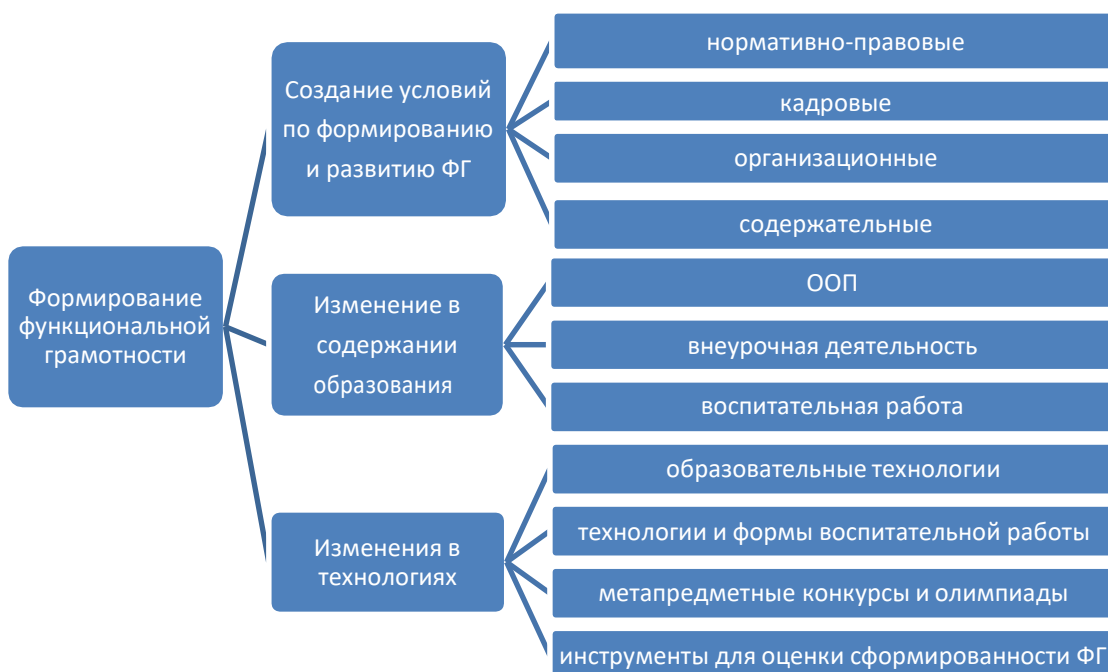 Формирование
функциональной
грамотности
Создание условий
по формированию
и развитию ФГ
нормативно-правовые
кадровые
организационные
содержательные
Изменение в
содержании
образования
ООП
внеурочная деятельность
воспитательная работа
Изменения в
технологиях
образовательные технологии
технологии и формы воспитательной работы
метапредметные конкурсы и олимпиады
инструменты для оценки сформированности ФГ